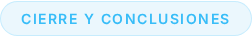 CIERRE Y CONCLUSIONES